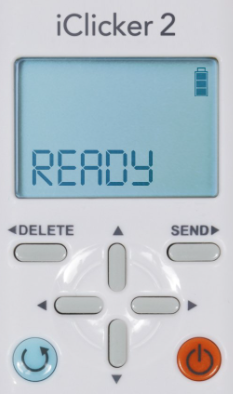 iClicker 2
READY
◄DELETE ▲ SEND►
◄ ►
▼